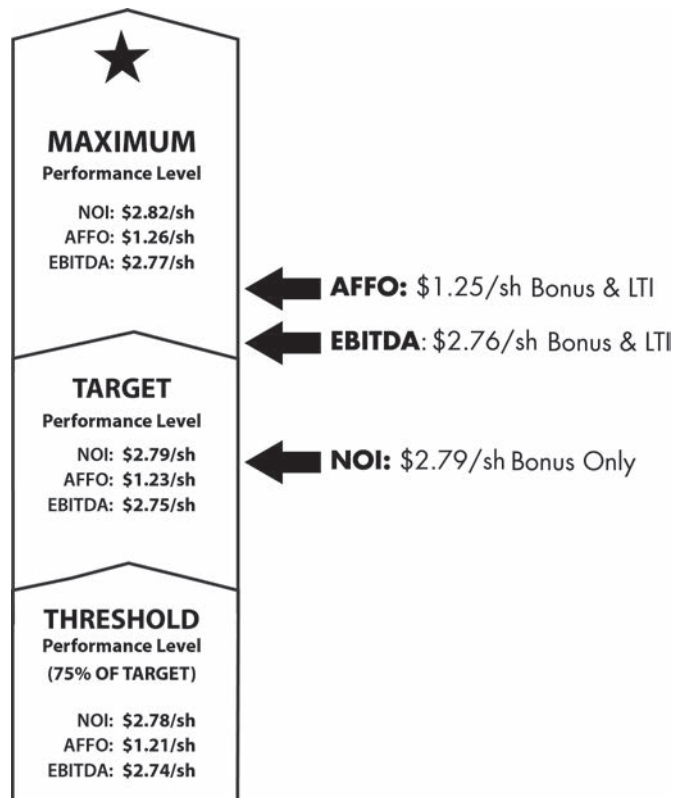 MAXIMUM
Performance Level
NOI: $2.82/sh
AFFO: $1.26/sh
EBITDA: $2.77/sh
AFFO: $1.25/sh Bonus & LTI
EBITDA: $2.76/sh Bonus & LTI
TARGET
Performance Level
NOI: $2.79/sh
AFFO: $1.23/sh
EBITDA: $2.75/sh
NOI: $2.79/sh Bonus Only
THRESHOLD
Performance Level
(75% OF TARGET)
NOI: $2.78/sh
AFFO: $1.21/sh
EBITDA: $2.74/sh